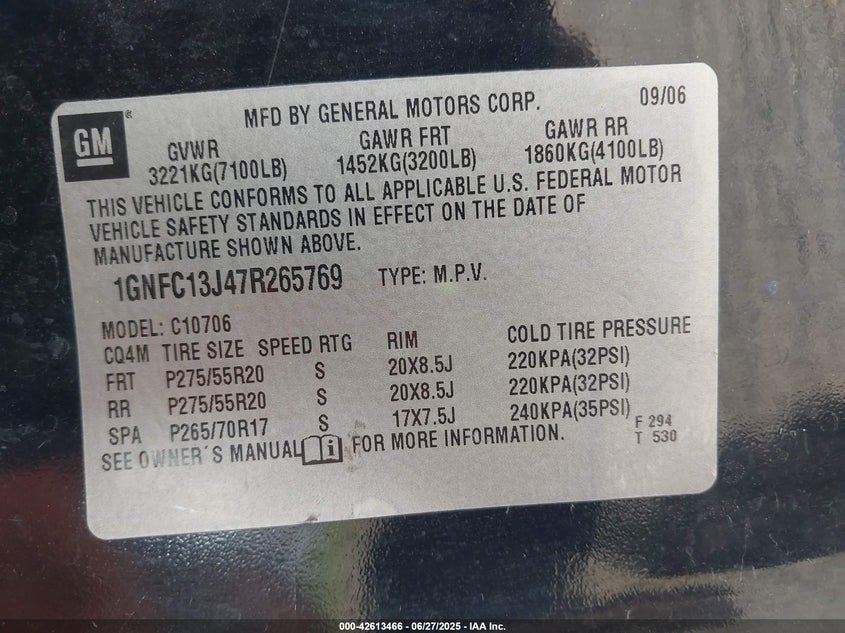 GM®
MFD BY GENERAL MOTORS CORP. 09/06
GVWR GAWR FRT GAWR RR
3221KG(7100LB) 1452KG(3200LB) 1860KG(4100LB)
THIS VEHICLE CONFORMS TO ALL APPLICABLE U.S. FEDERAL MOTOR
VEHICLE SAFETY STANDARDS IN EFFECT ON THE DATE OF
MANUFACTURE SHOWN ABOVE.
1GNFC13J47R265769 TYPE: M.P.V.
MODEL: C10706
CQ4M TIRE SIZE SPEED RTG RIM COLD TIRE PRESSURE
FRT P275/55R20 S 20X8.5J 220KPA(32PSI)
RR P275/55R20 S 20X8.5J 220KPA(32PSI)
SPA P265/70R17 S 17X7.5J 240KPA(35PSI)
SEE OWNER´S MANUAL FOR MORE INFORMATION.
F 294
T 530
000-42613466 - 06/27/2025 - IAA Inc.